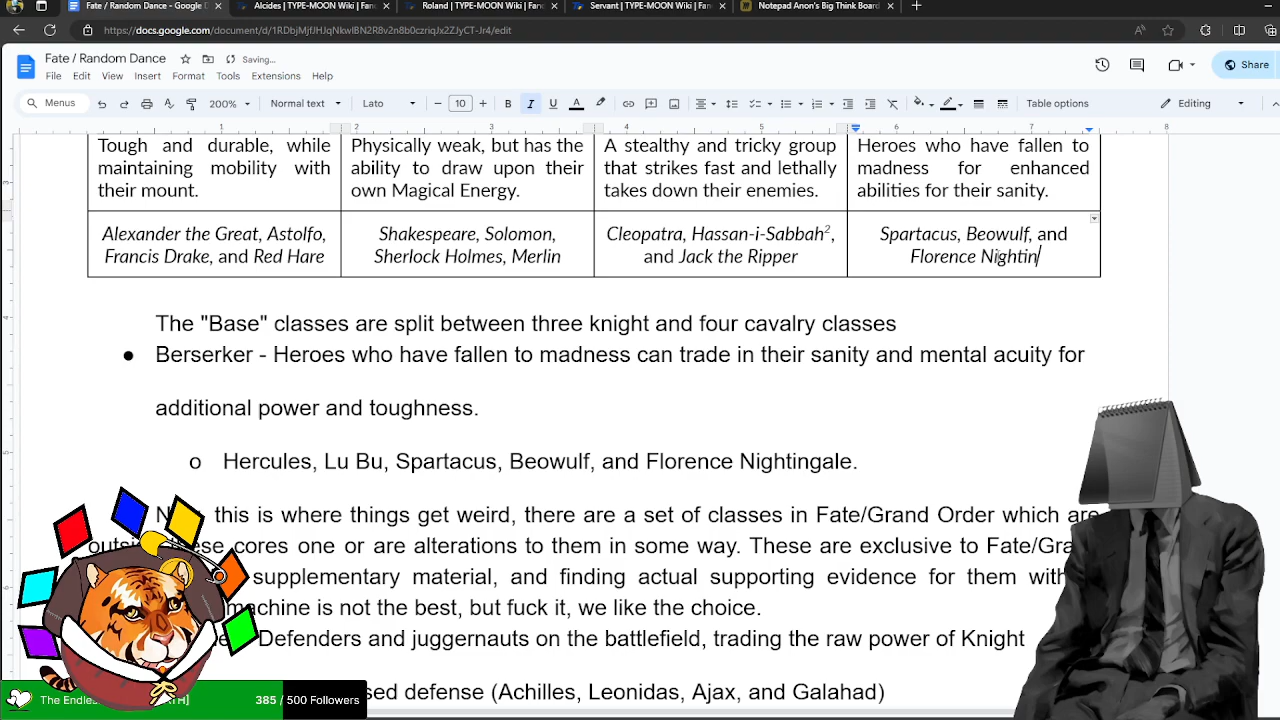 Fate / Random Dance - Google D
Alcides | TYPE-MOON Wiki | Fan
Roland | TYPE-MOON Wiki | Fan
Servant | TYPE-MOON Wiki | Fan
Notepad Anon's Big Think Board
Fate / Random Dance
Saving...
File Edit View Insert Format Tools Extensions Help
Share
Menus
200%
Normal text
Lato
10
B I U A
Table options
Editing
1 2 3 4 5 6 7 8
Tough and durable, while maintaining mobility with their mount.
Physically weak, but has the ability to draw upon their own Magical Energy.
A stealthy and tricky group that strikes fast and lethally takes down their enemies.
Heroes who have fallen to madness for enhanced abilities for their sanity.
Alexander the Great, Astolfo, Francis Drake, and Red Hare
Shakespeare, Solomon, Sherlock Holmes, Merlin
Cleopatra, Hassan-i-Sabbah², and Jack the Ripper
Spartacus, Beowulf, and Florence Nightin
The "Base" classes are split between three knight and four cavalry classes
● Berserker - Heroes who have fallen to madness can trade in their sanity and mental acuity for
additional power and toughness.
o Hercules, Lu Bu, Spartacus, Beowulf, and Florence Nightingale.
this is where things get weird, there are a set of classes in Fate/Grand Order which are
cores one or are alterations to them in some way. These are exclusive to Fate/Gra
supplementary material, and finding actual supporting evidence for them with
machine is not the best, but fuck it, we like the choice.
Defenders and juggernauts on the battlefield, trading the raw power of Knight
sed defense (Achilles, Leonidas, Ajax, and Galahad)
The Endles
385 / 500 Followers